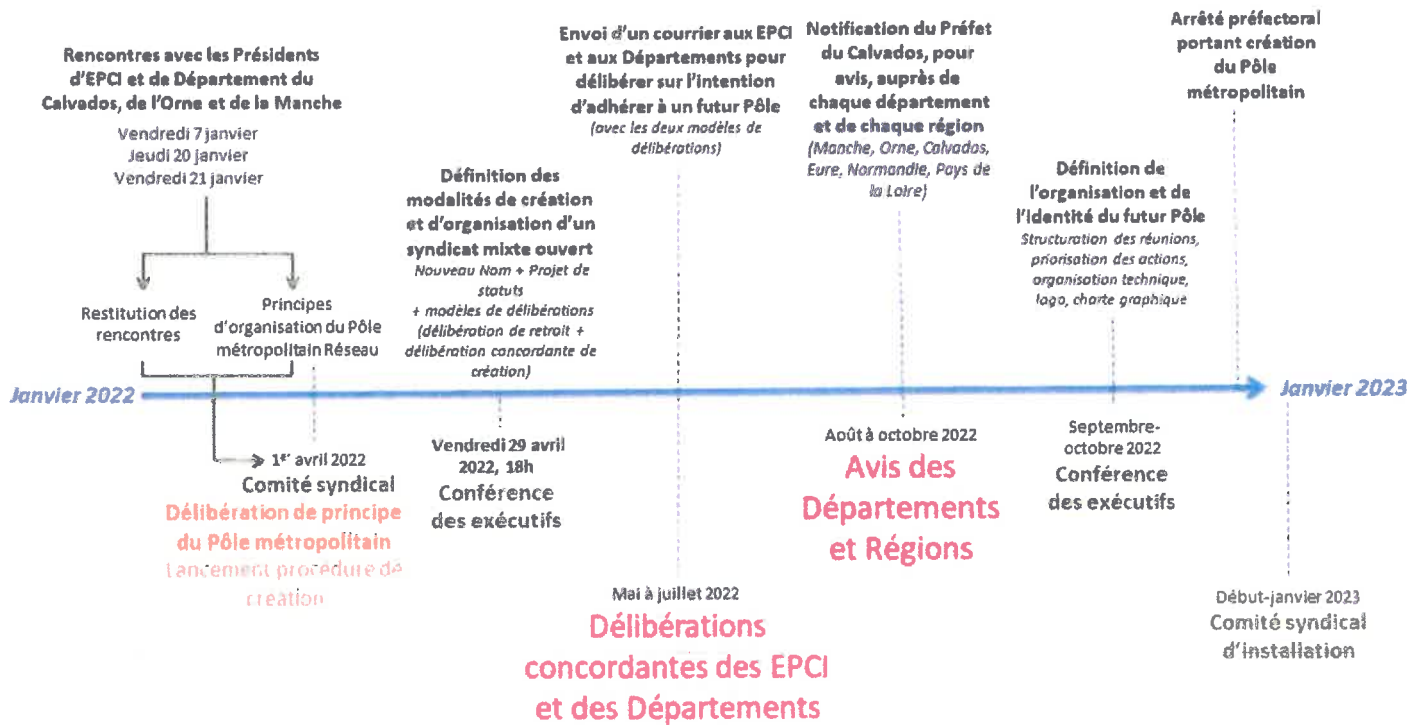 Rencontres avec les Présidents
d'EPCI et de Département du
Calvados, de l'Orne et de la Manche
Vendredi 7 janvier
Jeudi 20 janvier
Vendredi 21 janvier
Restitution des
rencontres
Principes
d'organisation du Pôle
métropolitain Réseau
Définition des
modalités de création
et d'organisation d'un
syndicat mixte ouvert
Nouveau Nom + Projet de
statuts
+ modèles de délibérations
(délibération de retrait +
délibération concordante de
création)
Envoi d'un courrier aux EPCI
et aux Départements pour
délibérer sur l'intention
d'adhérer à un futur Pôle
(avec les deux modèles de
délibérations)
Notification du Préfet
du Calvados, pour
avis, auprès de
chaque département
et de chaque région
(Manche, Orne, Calvados,
Eure, Normandie, Pays de
la Loire)
Définition de
l'organisation et de
l'Identité du futur Pôle
Structuration des réunions,
priorisation des actions,
organisation technique,
logo, charte graphique
Arrêté préfectoral
portant création
du Pôle
métropolitain
Janvier 2022
Janvier 2023
1er avril 2022
Comité syndical
Délibération de principe
du Pôle métropolitain
Lancement procédure de
création
Vendredi 29 avril
2022, 18h
Conférence
des exécutifs
Mai à juillet 2022
Délibérations
concordantes des EPCI
et des Départements
Août à octobre 2022
Avis des
Départements
et Régions
Septembre-
octobre 2022
Conférence
des exécutifs
Début-janvier 2023
Comité syndical
d'installation